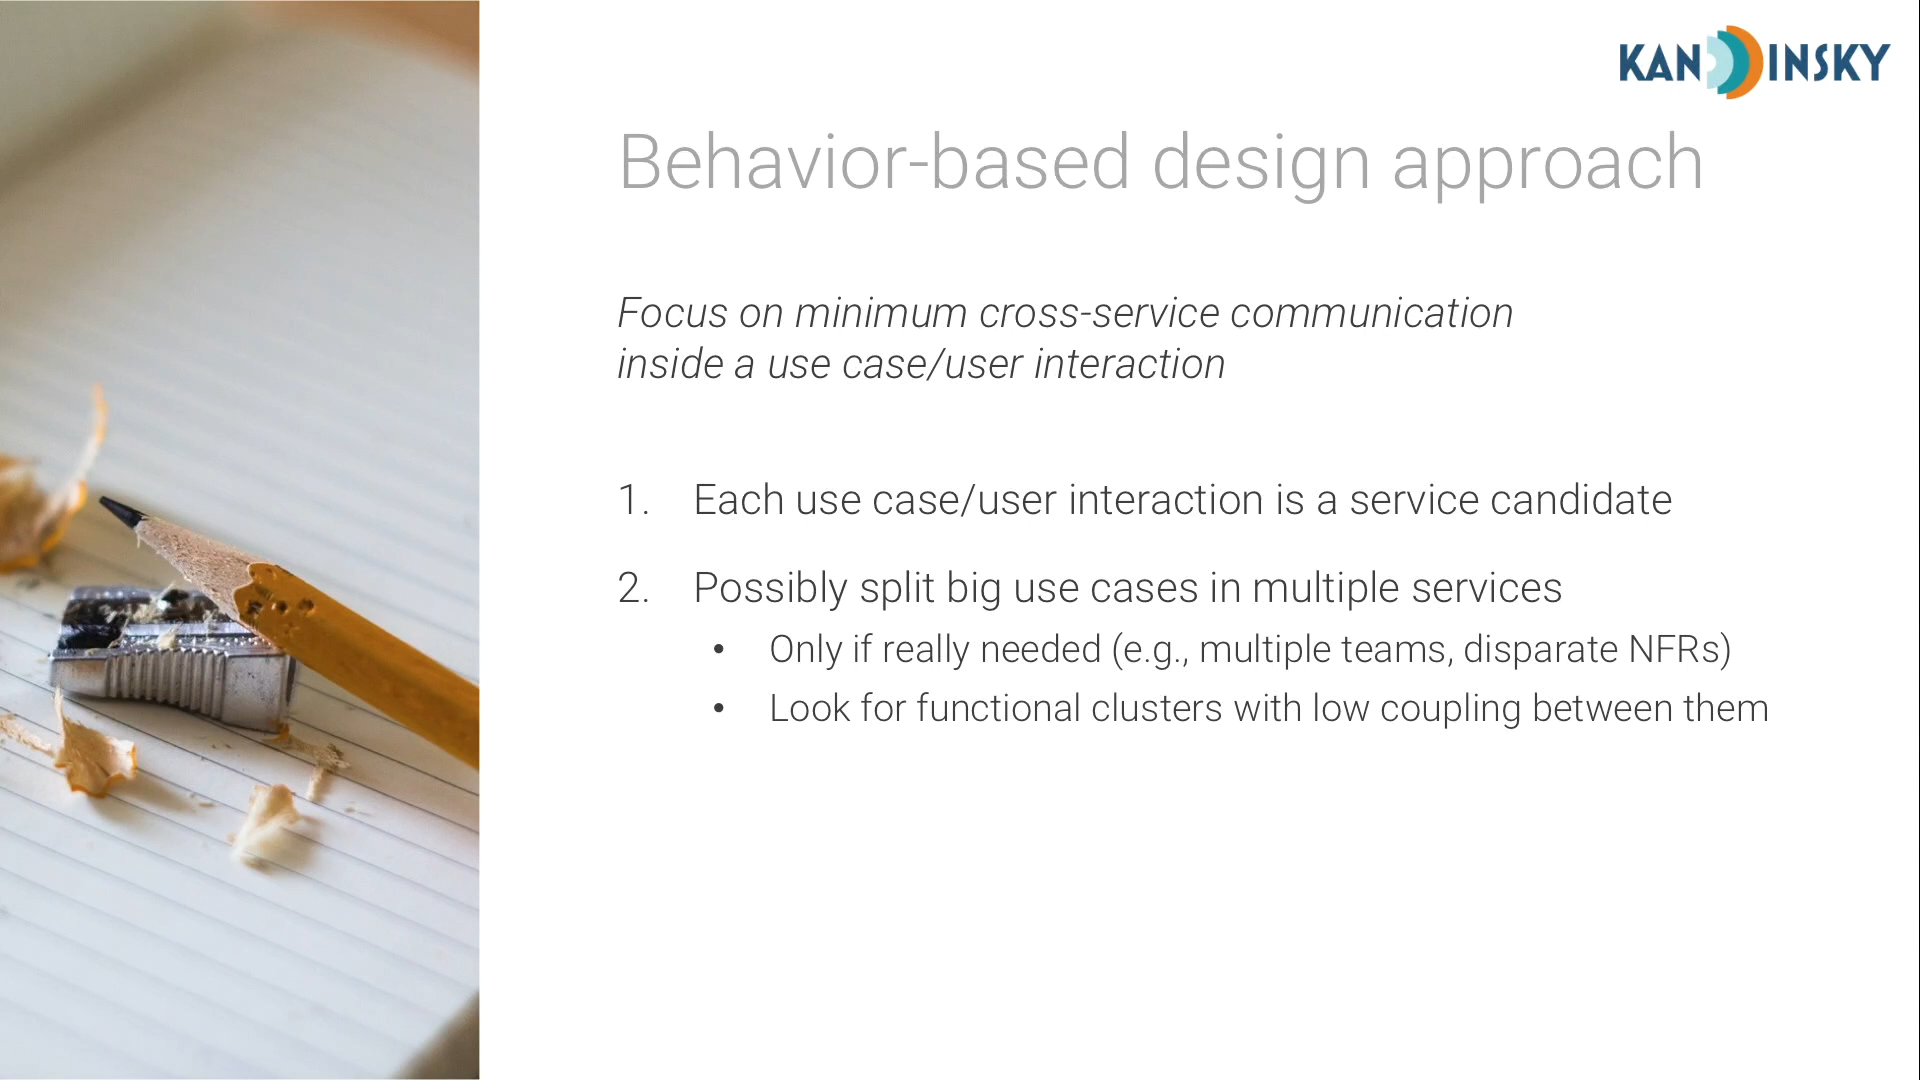 KANDINSKY
Behavior-based design approach
Focus on minimum cross-service communication
inside a use case/user interaction
1. Each use case/user interaction is a service candidate
2. Possibly split big use cases in multiple services
• Only if really needed (e.g., multiple teams, disparate NFRs)
• Look for functional clusters with low coupling between them